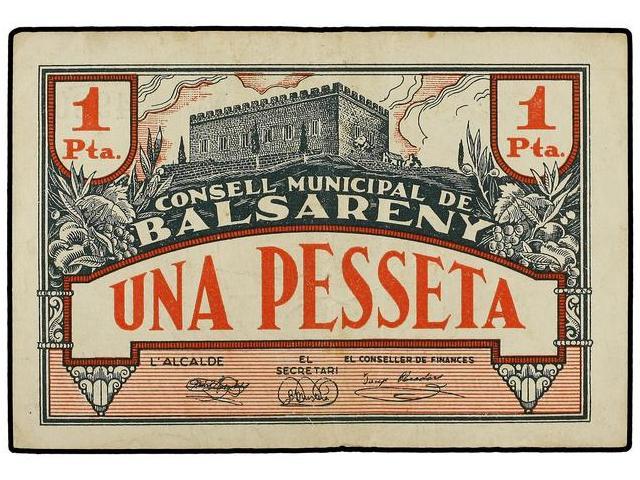 1
Pta.
1
Pta.
CONSELL MUNICIPAL DE
BALSARENY
UNA PESSETA
L'ALCALDE
EL
SECRETARI
EL CONSELLER DE FINANCES